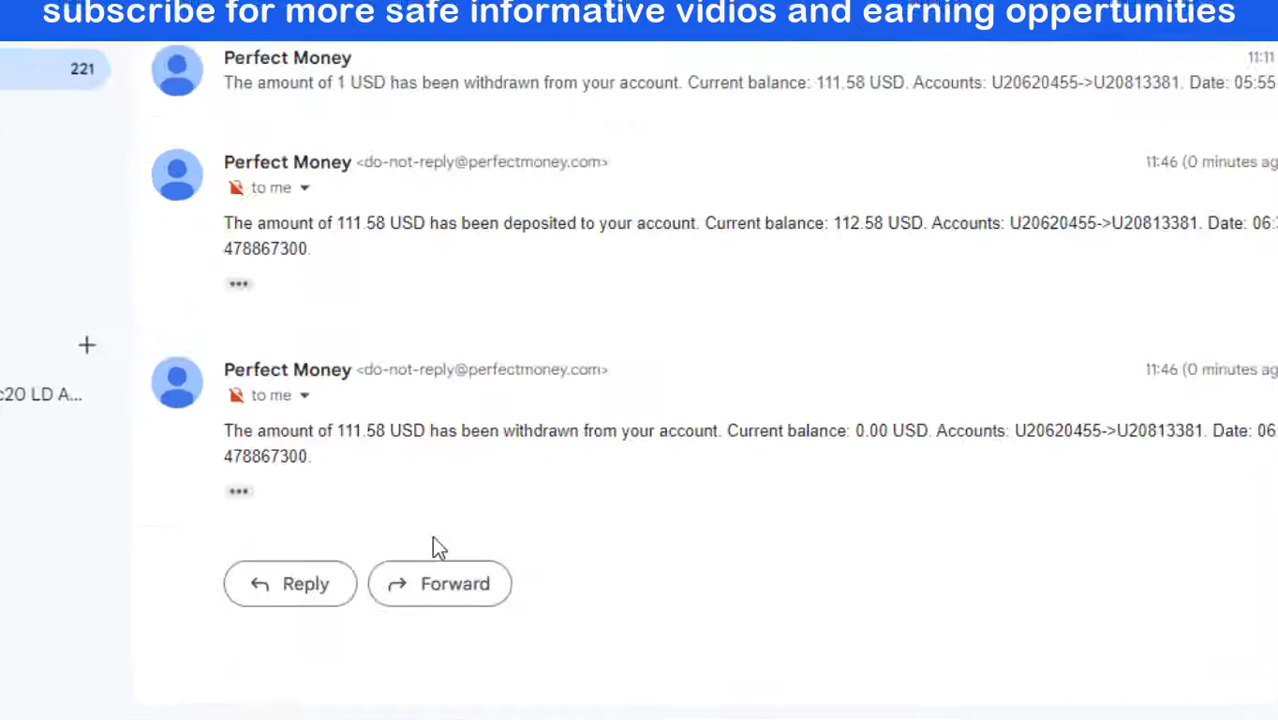 subscribe for more safe informative vidios and earning oppertunities
221
Perfect Money
11:11
The amount of 1 USD has been withdrawn from your account. Current balance: 111.58 USD. Accounts: U20620455->U20813381. Date: 05:55
Perfect Money <do-not-reply@perfectmoney.com>
11:46 (0 minutes ag
to me
The amount of 111.58 USD has been deposited to your account. Current balance: 112.58 USD. Accounts: U20620455->U20813381. Date: 06:
478867300.
Perfect Money <do-not-reply@perfectmoney.com>
11:46 (0 minutes ag
to me
c20 LD A...
The amount of 111.58 USD has been withdrawn from your account. Current balance: 0.00 USD. Accounts: U20620455->U20813381. Date: 06
478867300.
Reply
Forward